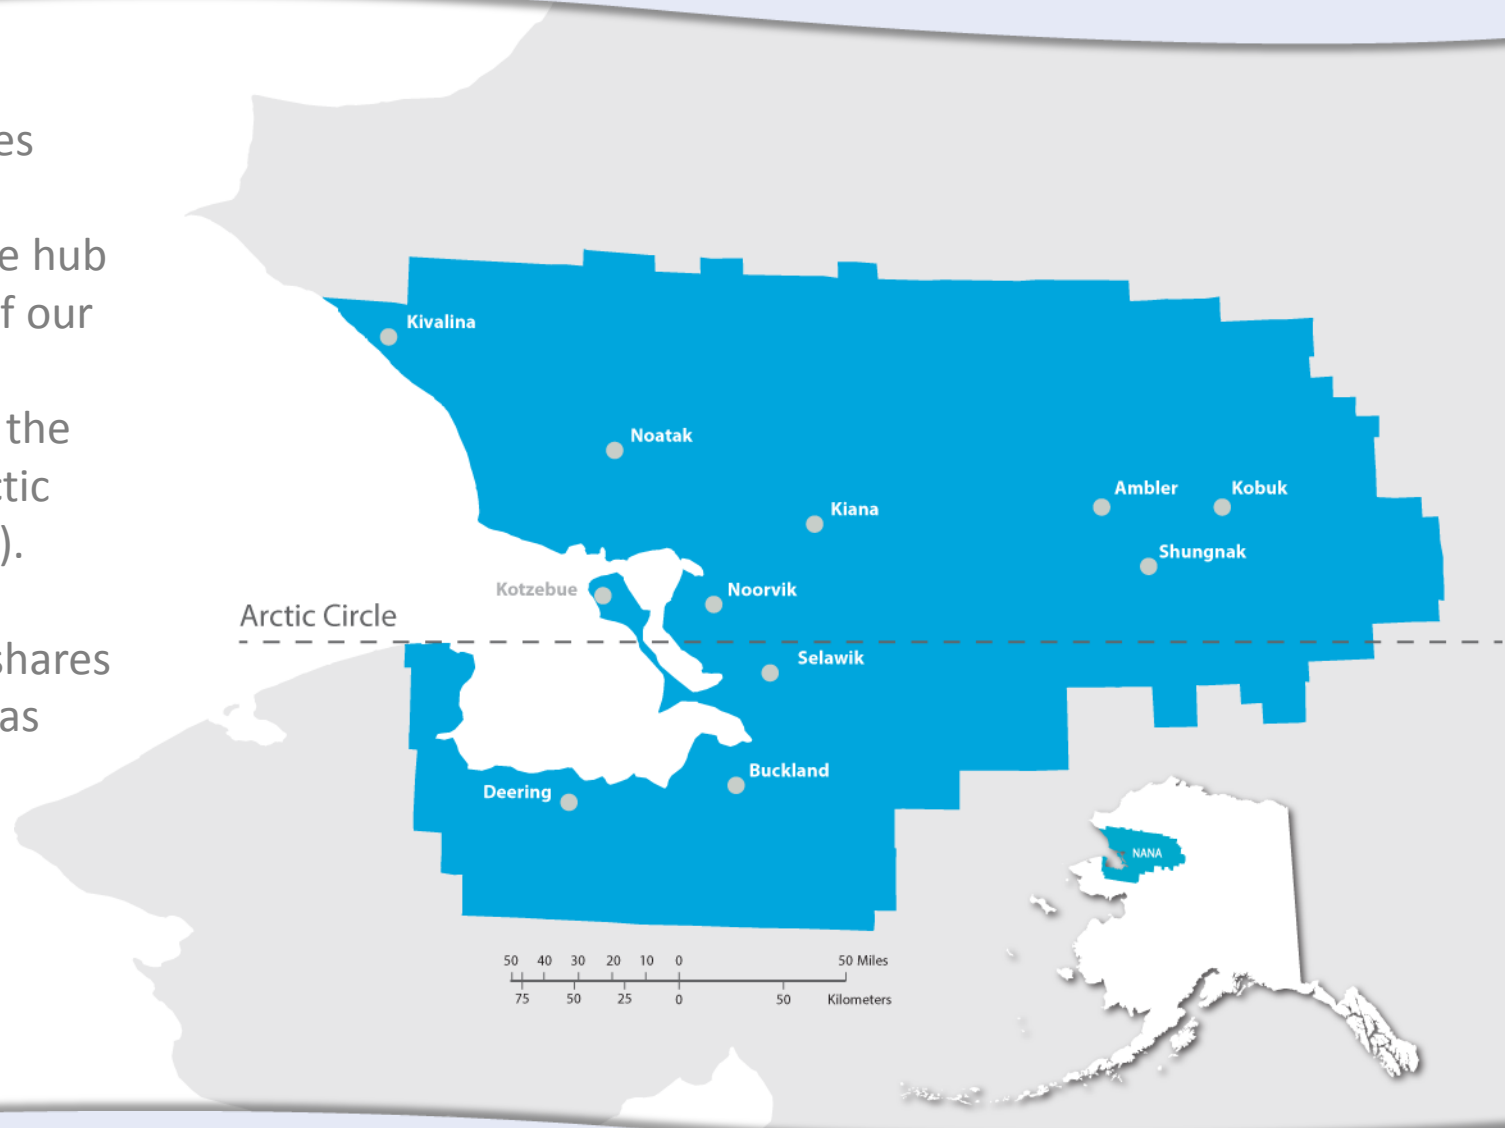 es
e hub
f our
the
ctic
).
shares
as
Kivalina
Noatak
Ambler
Kobuk
Kiana
Shungnak
Kotzebue
Noorvik
Arctic Circle
Selawik
Buckland
Deering
NANA
50 40 30 20 10 0 50 Miles
75 50 25 0 50 Kilometers